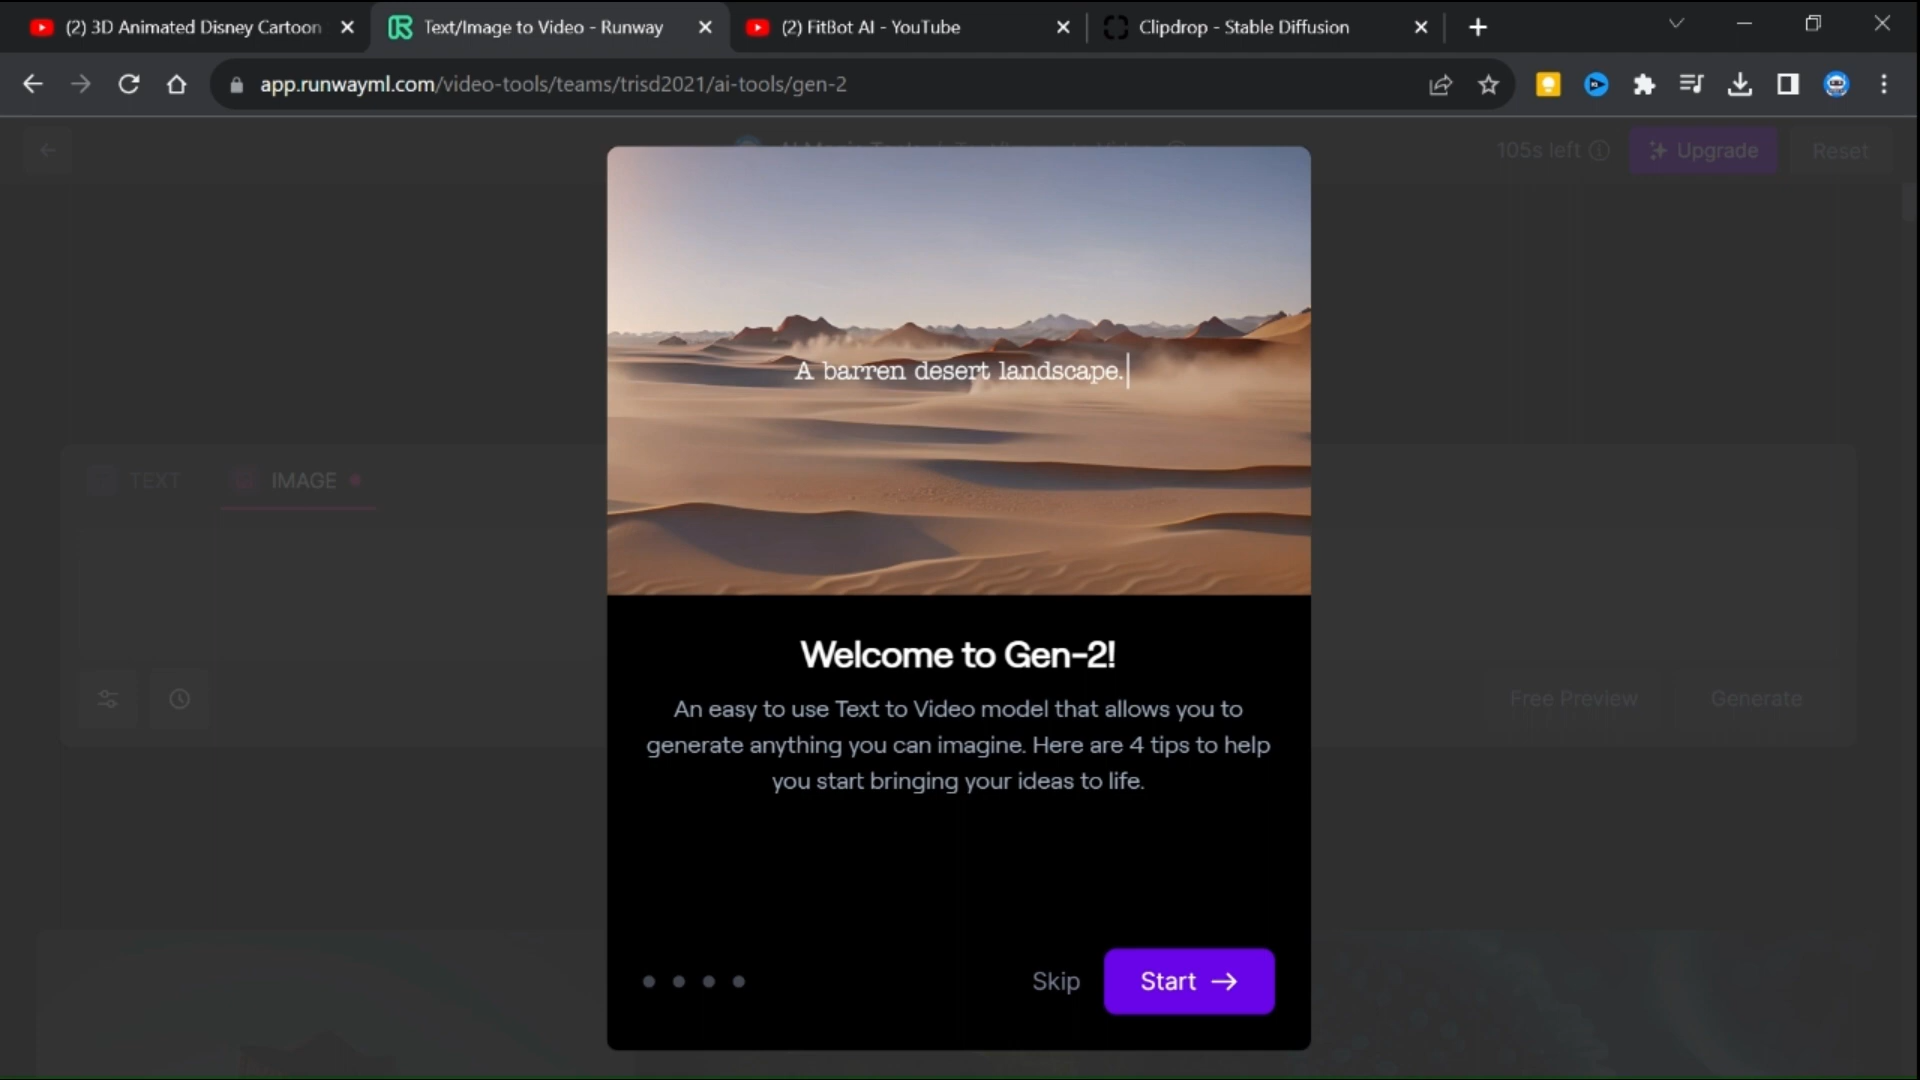 (2) 3D Animated Disney Cartoon
Text/Image to Video - Runway
(2) FitBot AI - YouTube
Clipdrop - Stable Diffusion
app.runwayml.com/video-tools/teams/trisd2021/ai-tools/gen-2
105s left
Upgrade
Reset
A barren desert landscape.
TEXT
IMAGE
Welcome to Gen-2!
An easy to use Text to Video model that allows you to
generate anything you can imagine. Here are 4 tips to help
you start bringing your ideas to life.
Free Preview
Generate
Skip
Start